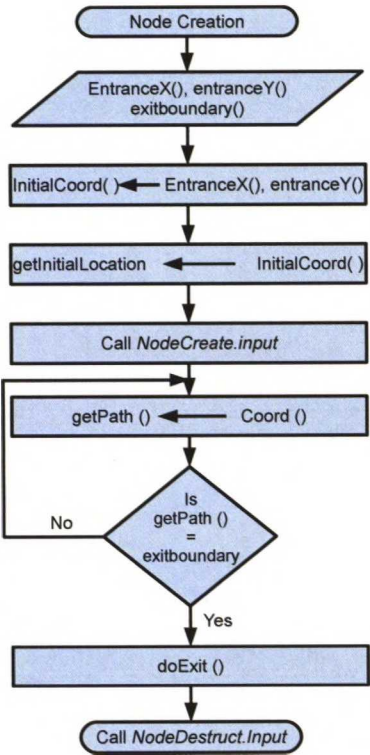 Node Creation
EntranceX(), entranceY()
exitboundary()
InitialCoord( ) EntranceX(), entranceY()
getInitialLocation InitialCoord( )
Call NodeCreate.input
getPath () Coord ()
Is
getPath ()
=
exitboundary
No
Yes
doExit ()
Call NodeDestruct.Input